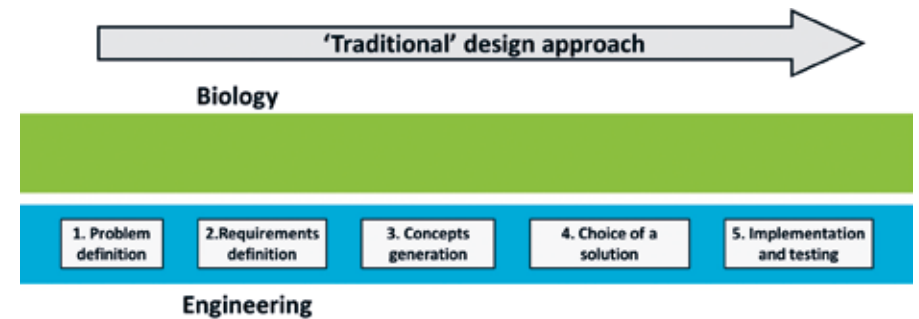 ‘Traditional’ design approach
Biology
1. Problem
definition
2.Requirements
definition
3. Concepts
generation
4. Choice of a
solution
5. Implementation
and testing
Engineering